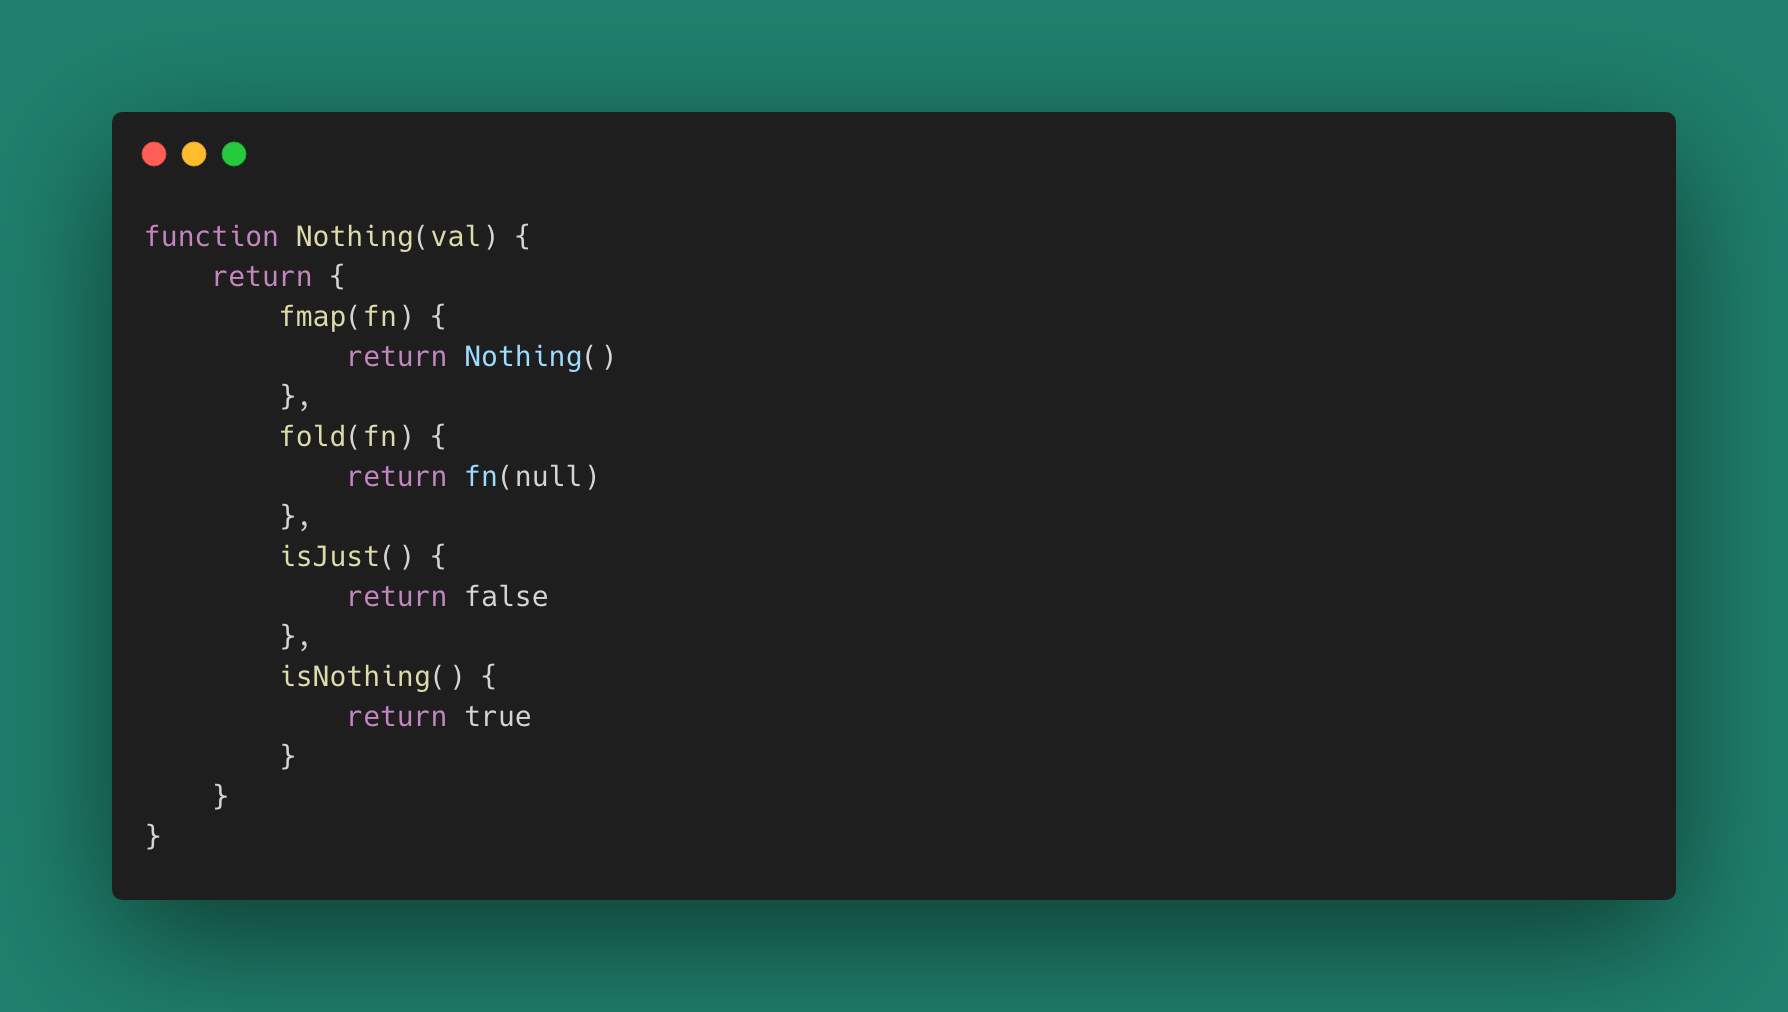 function Nothing(val) {
    return {
        fmap(fn) {
            return Nothing()
        },
        fold(fn) {
            return fn(null)
        },
        isJust() {
            return false
        },
        isNothing() {
            return true
        }
    }
}